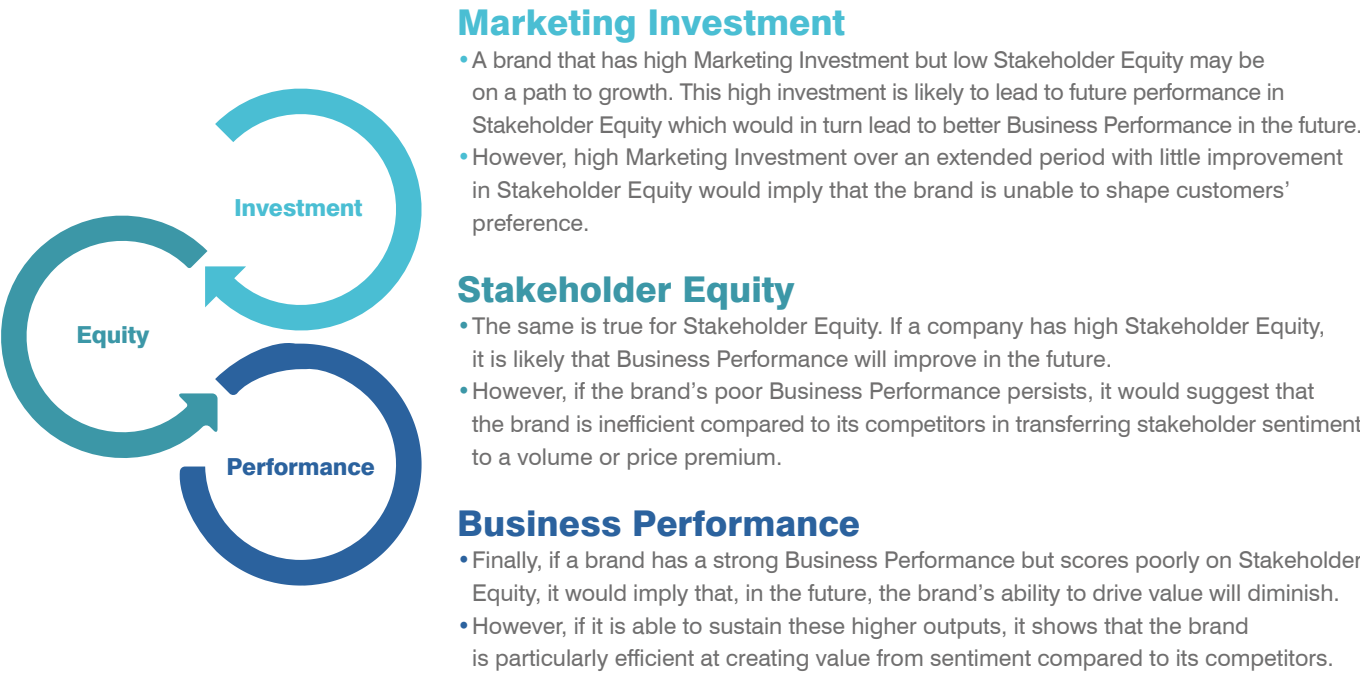 Marketing Investment
•A brand that has high Marketing Investment but low Stakeholder Equity may be
on a path to growth. This high investment is likely to lead to future performance in
Stakeholder Equity which would in turn lead to better Business Performance in the future.
•However, high Marketing Investment over an extended period with little improvement
in Stakeholder Equity would imply that the brand is unable to shape customers’
preference.
Investment
Stakeholder Equity
•The same is true for Stakeholder Equity. If a company has high Stakeholder Equity,
it is likely that Business Performance will improve in the future.
•However, if the brand’s poor Business Performance persists, it would suggest that
the brand is inefficient compared to its competitors in transferring stakeholder sentiment
to a volume or price premium.
Equity
Business Performance
•Finally, if a brand has a strong Business Performance but scores poorly on Stakeholder
Equity, it would imply that, in the future, the brand’s ability to drive value will diminish.
•However, if it is able to sustain these higher outputs, it shows that the brand
is particularly efficient at creating value from sentiment compared to its competitors.
Performance